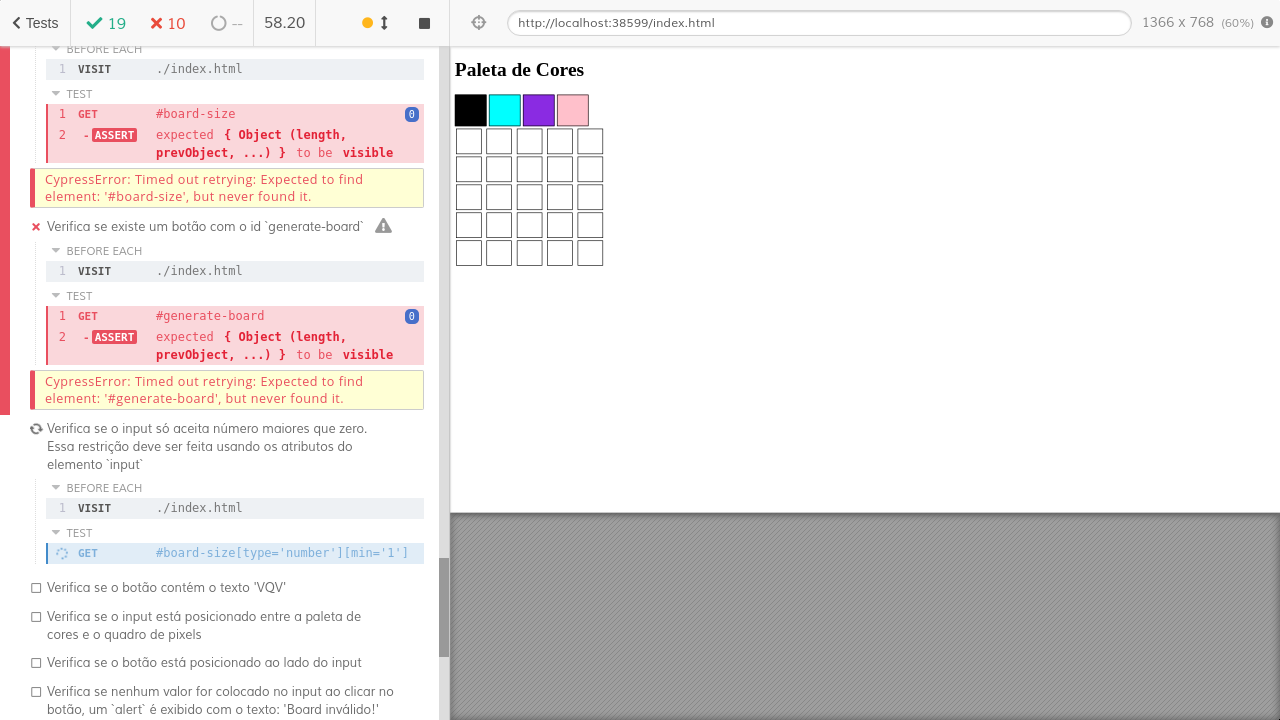 Tests 19 10 -- 58.20
http://localhost:38599/index.html 1366 x 768 (60%)
BEFORE EACH
1 VISIT ./index.html
TEST
1 GET #board-size 0
2 -ASSERT expected { Object (length,
prevObject, ...) } to be visible
CypressError: Timed out retrying: Expected to find
element: '#board-size', but never found it.
Verifica se existe um botão com o id `generate-board`
BEFORE EACH
1 VISIT ./index.html
TEST
1 GET #generate-board 0
2 -ASSERT expected { Object (length,
prevObject, ...) } to be visible
CypressError: Timed out retrying: Expected to find
element: '#generate-board', but never found it.
Verifica se o input só aceita número maiores que zero.
Essa restrição deve ser feita usando os atributos do
elemento `input`
BEFORE EACH
1 VISIT ./index.html
TEST
GET #board-size[type='number'][min='1']
Verifica se o botão contém o texto 'VQV'
Verifica se o input está posicionado entre a paleta de
cores e o quadro de pixels
Verifica se o botão está posicionado ao lado do input
Verifica se nenhum valor for colocado no input ao clicar no
botão, um `alert` é exibido com o texto: 'Board inválido!'
Paleta de Cores